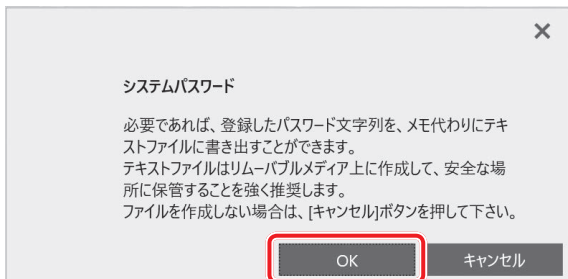 システムパスワード
必要であれば、登録したパスワード文字列を、メモ代わりにテキ
ストファイルに書き出すことができます。
テキストファイルはリムーバブルメディア上に作成して、安全な場
所に保管することを強く推奨します。
ファイルを作成しない場合は、[キャンセル]ボタンを押して下さい。
OK
キャンセル